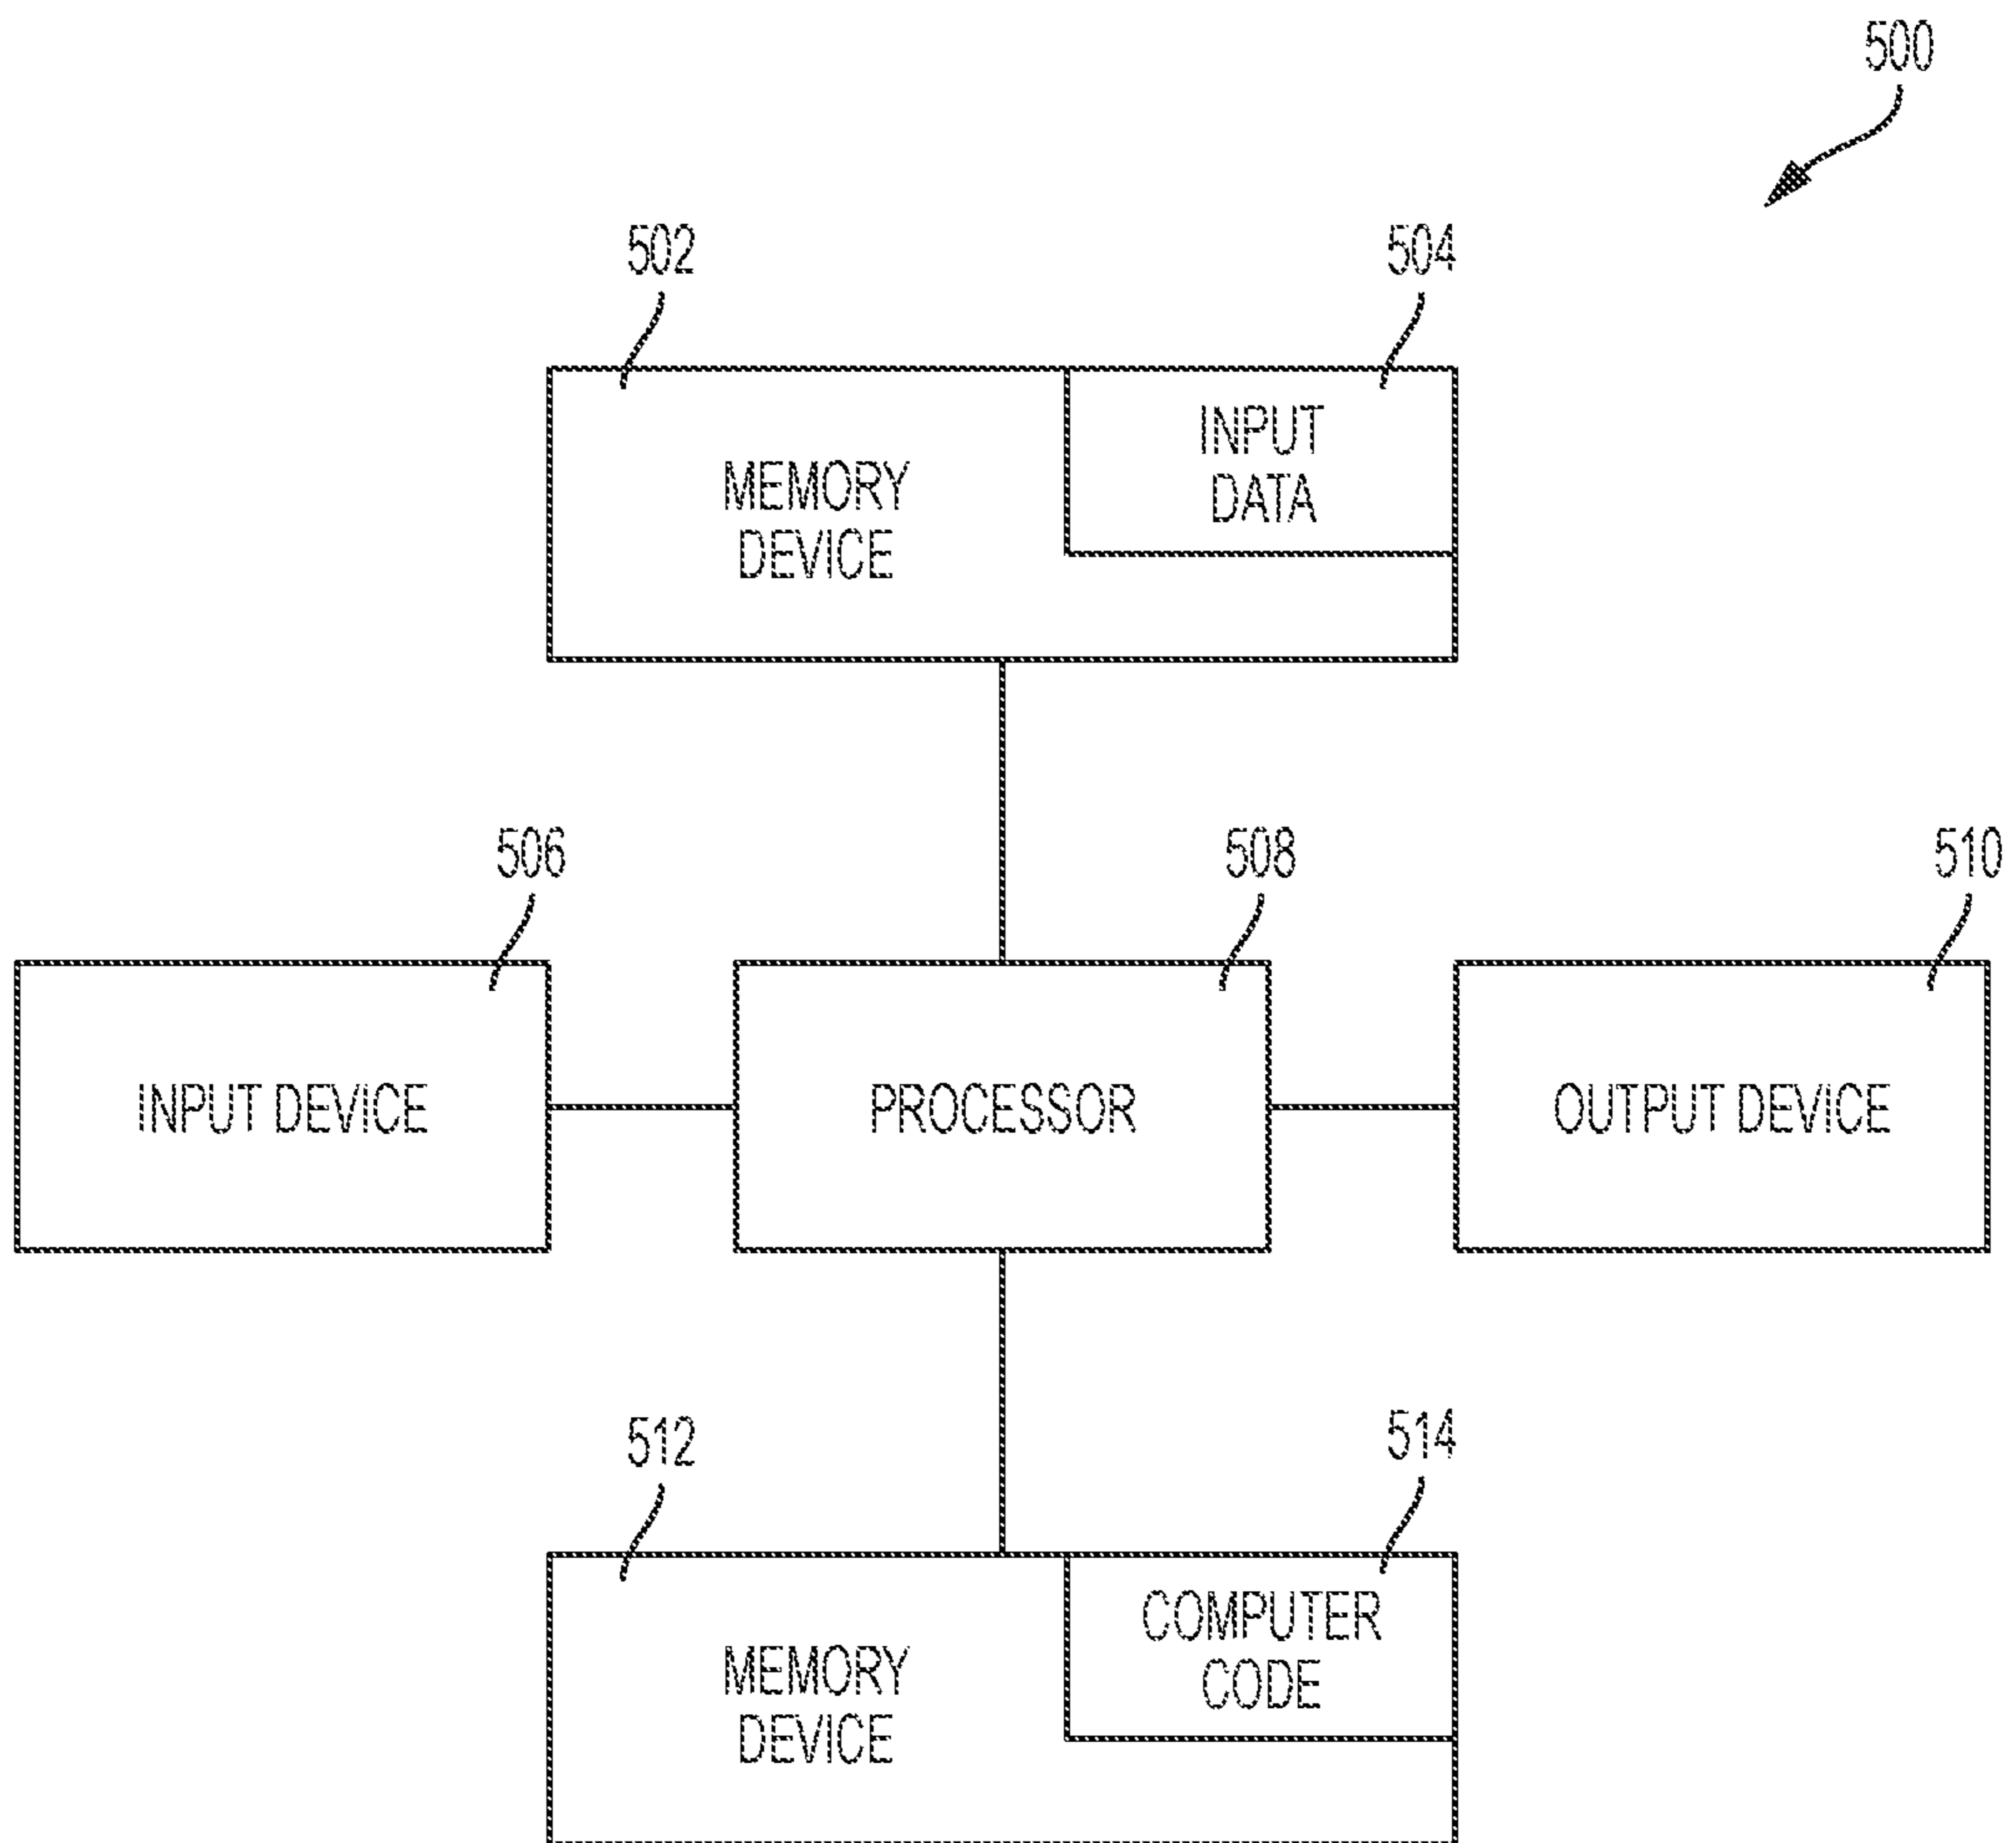 500
502
504
INPUT
DATA
MEMORY
DEVICE
506
508
510
INPUT DEVICE
PROCESSOR
OUTPUT DEVICE
512
514
COMPUTER
CODE
MEMORY
DEVICE